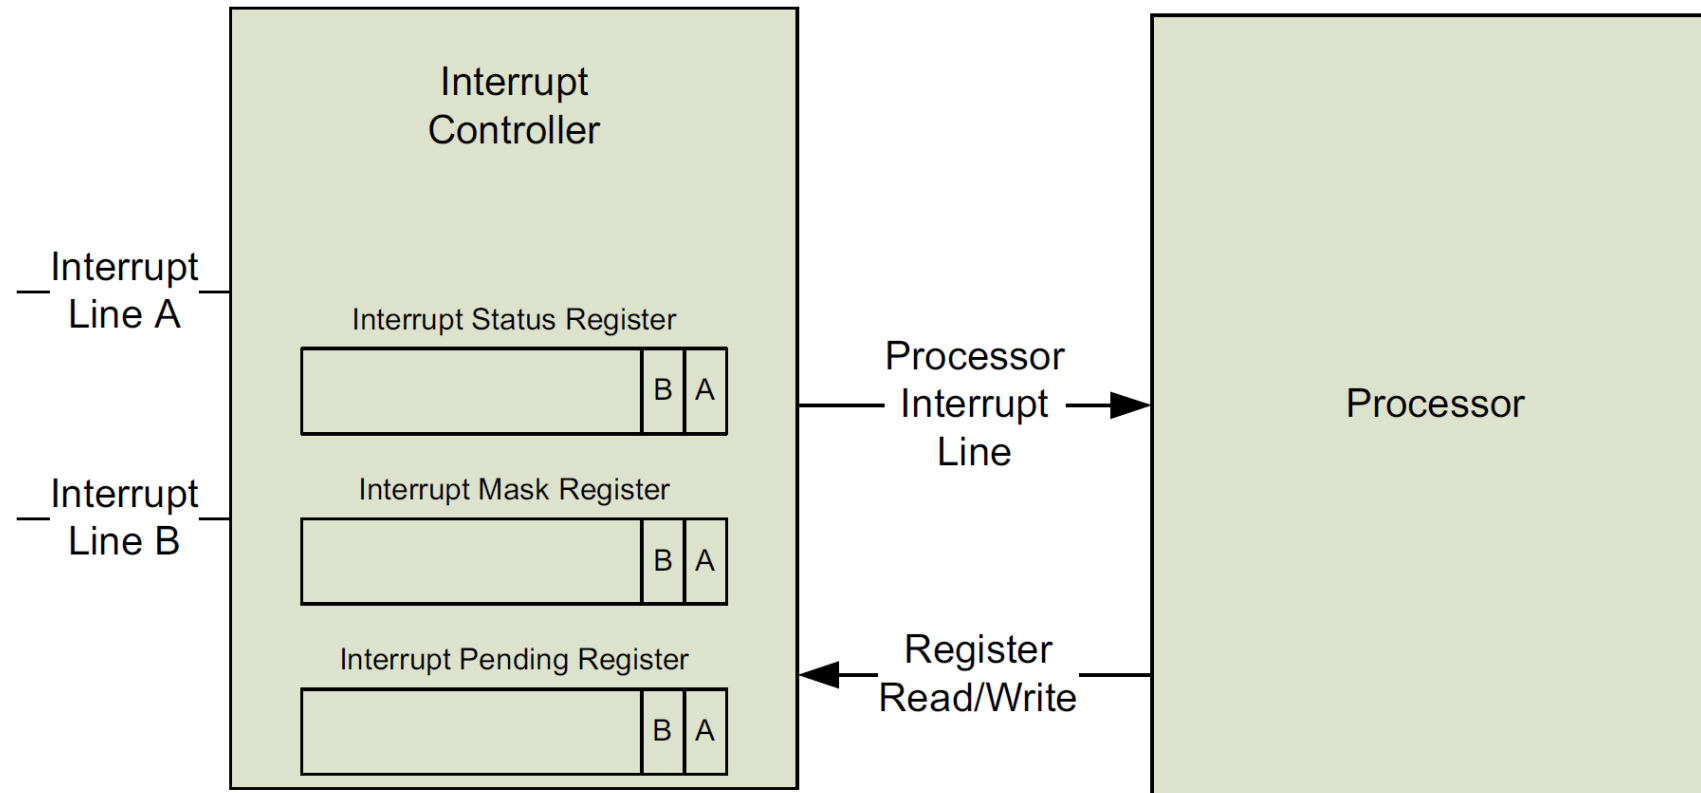 Interrupt
Controller
Interrupt
Line A
Interrupt Status Register
B A
Processor
Interrupt
Line
Processor
Interrupt
Line B
Interrupt Mask Register
B A
Interrupt Pending Register
B A
Register
Read/Write